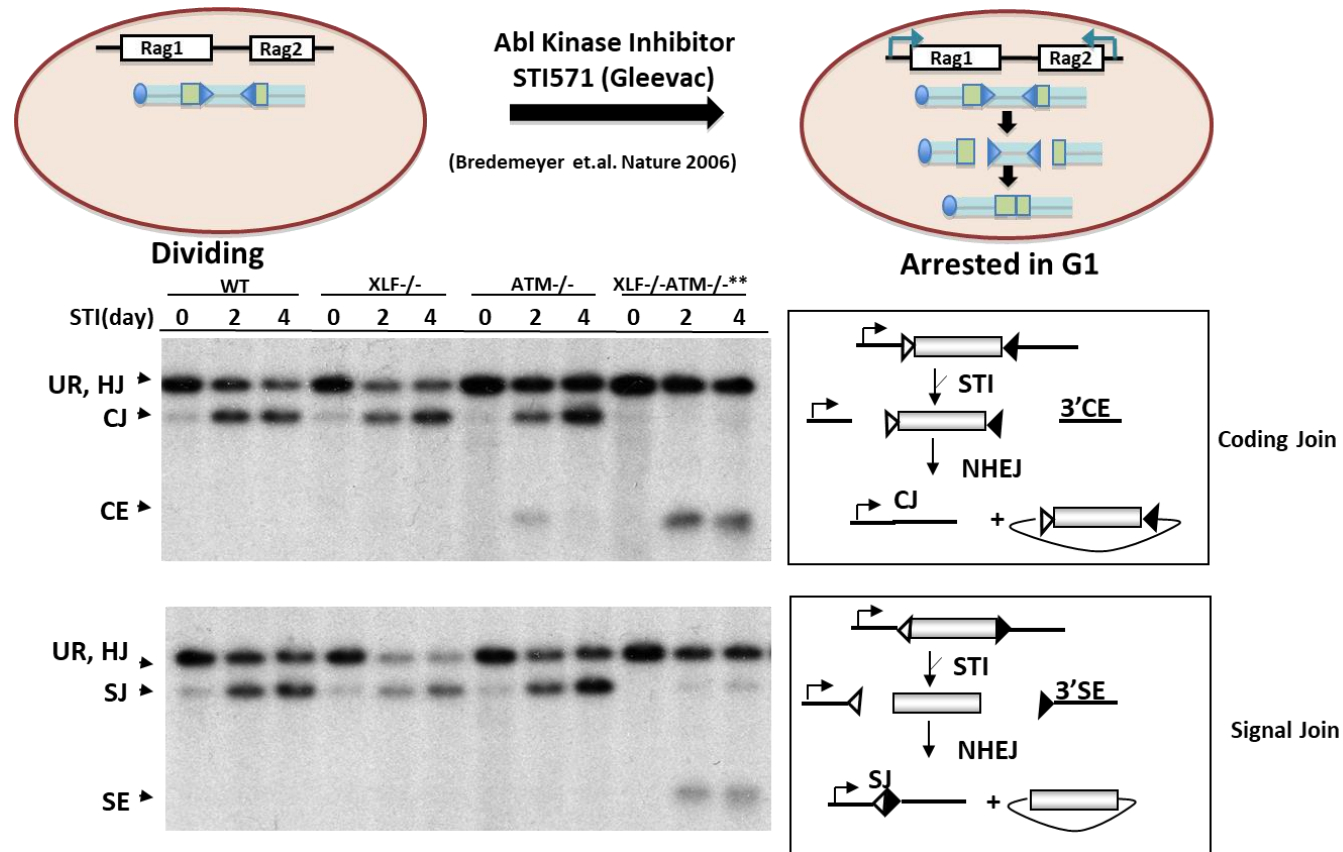 Rag1 Rag2
Abl Kinase Inhibitor
STI571 (Gleevac)
(Bredemeyer et.al. Nature 2006)
Rag1 Rag2
Dividing
Arrested in G1
WT XLF-/- ATM-/- XLF-/-ATM-/-**
STI(day) 0 2 4 0 2 4 0 2 4 0 2 4
UR, HJ
CJ
CE
STI
3'CE
NHEJ
CJ
+
Coding Join
UR, HJ
SJ
SE
STI
3'SE
NHEJ
SJ
+
Signal Join